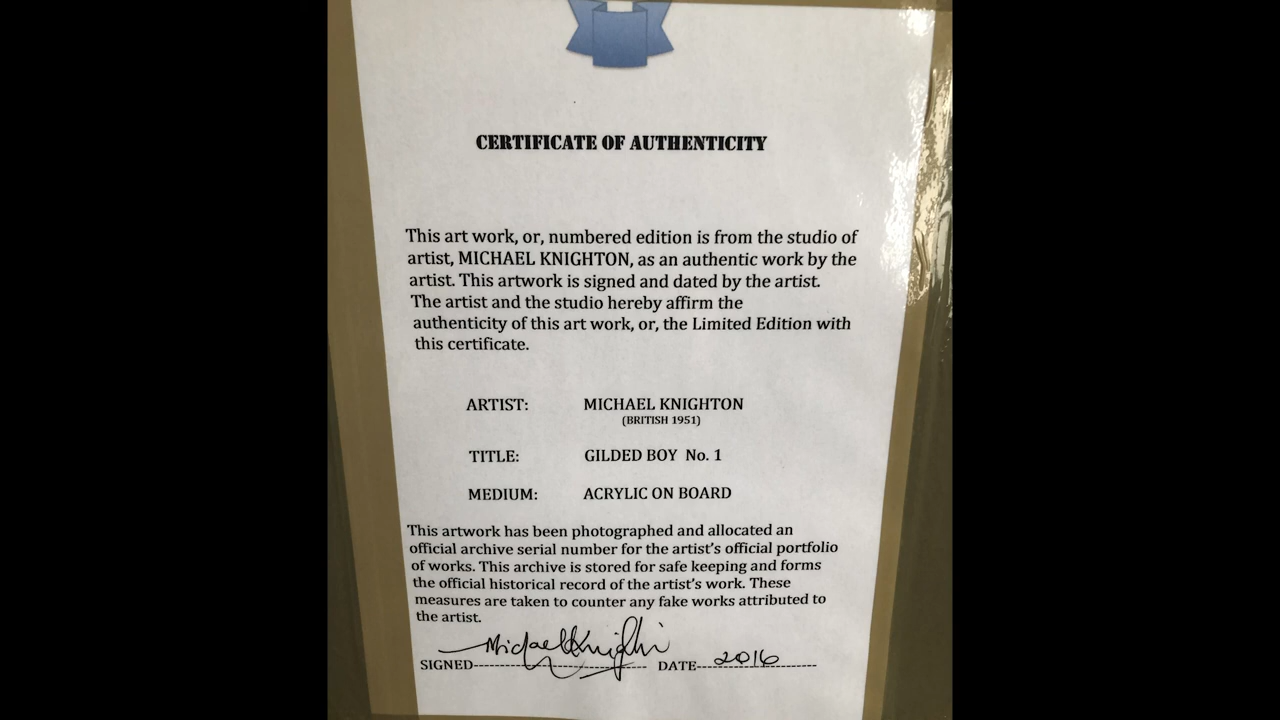 CERTIFICATE OF AUTHENTICITY
This art work, or, numbered edition is from the studio of
artist, MICHAEL KNIGHTON, as an authentic work by the
artist. This artwork is signed and dated by the artist.
The artist and the studio hereby affirm the
authenticity of this art work, or, the Limited Edition with
this certificate.
ARTIST: MICHAEL KNIGHTON
(BRITISH 1951)
TITLE: GILDED BOY No. 1
MEDIUM: ACRYLIC ON BOARD
This artwork has been photographed and allocated an
official archive serial number for the artist's official portfolio
of works. This archive is stored for safe keeping and forms
the official historical record of the artist's work. These
measures are taken to counter any fake works attributed to
the artist.
Michael Knighton
SIGNED DATE 2016